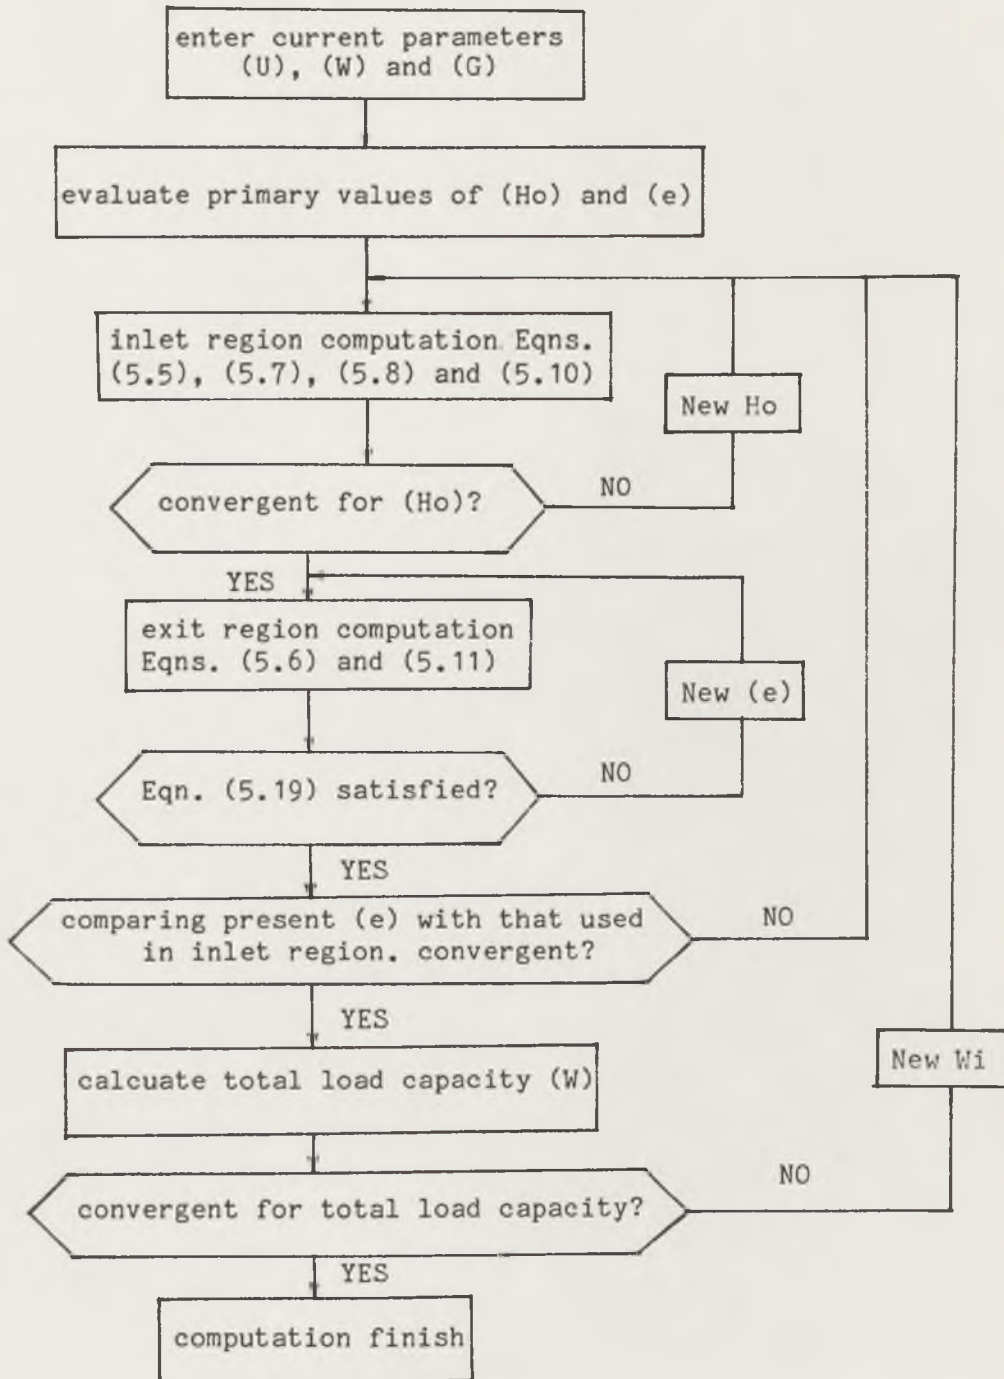 enter current parameters
(U), (W) and (G)
evaluate primary values of (Ho) and (e)
inlet region computation Eqns.
(5.5), (5.7), (5.8) and (5.10)
New Ho
convergent for (Ho)?
NO
YES
exit region computation
Eqns. (5.6) and (5.11)
New (e)
Eqn. (5.19) satisfied?
NO
YES
comparing present (e) with that used
in inlet region. convergent?
NO
YES
calcuate total load capacity (W)
New Wi
convergent for total load capacity?
NO
YES
computation finish